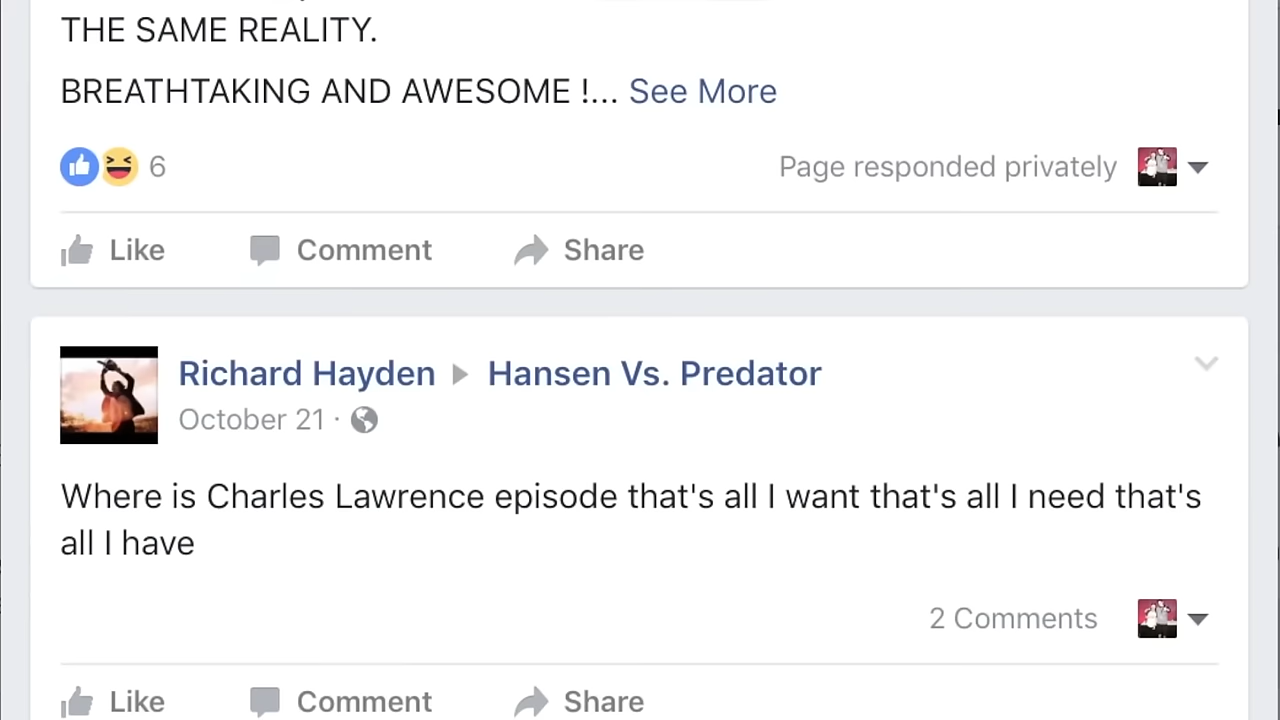 THE SAME REALITY.
BREATHTAKING AND AWESOME !... See More
6
Page responded privately
Like Comment Share
Richard Hayden Hansen Vs. Predator
October 21 ·
Where is Charles Lawrence episode that's all I want that's all I need that's
all I have
2 Comments
Like Comment Share